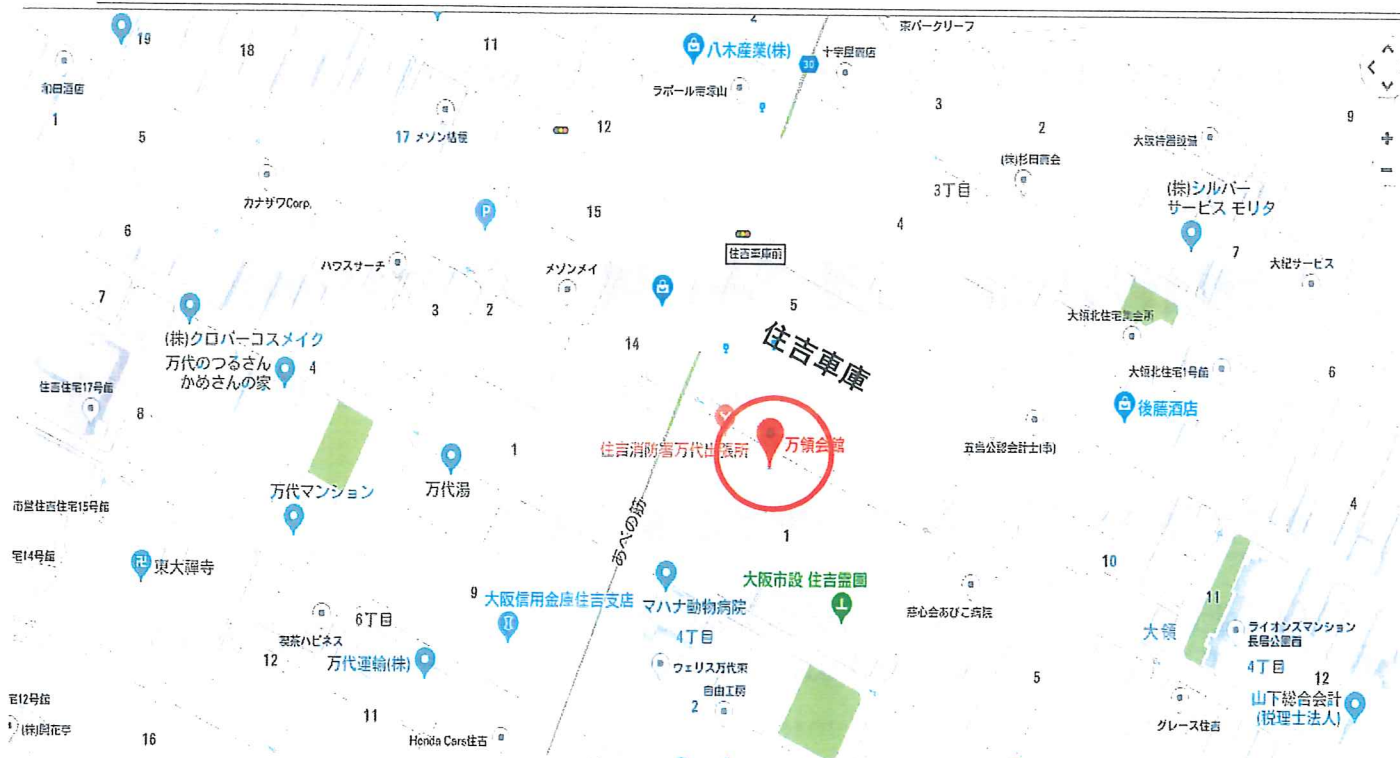 19
18
11
2
東パークリーフ
八木産業(株)
30
十字屋商店
和田酒店
ラポール帝塚山
1
5
17 メゾン桔梗
12
3
2
9
大阪特器設備
(株)杉田商会
カナザワCorp.
P
15
3丁目
(株)シルバー
サービス モリタ
6
4
住吉車庫前
7
大紀サービス
ハウスサーチ
メゾンメイ
7
3
2
5
(株)クロバーコスメイク
14
住吉車庫
大領北住宅集会所
万代のつるさん
かめさんの家
4
大領北住宅1号館
6
住吉住宅17号館
8
後藤酒店
1
住吉消防署万代出張所
万領会館
五島公認会計士(事)
万代マンション
万代湯
市営住吉住宅15号館
4
あべの筋
1
宅14号館
東大禅寺
10
大阪市設 住吉霊園
9
大阪信用金庫住吉支店
マハナ動物病院
慈心会あびこ病院
11
喫茶ハピネス
6丁目
4丁目
大領
ライオンスマンション
長居公園西
12
万代運輸(株)
ウェリス万代東
4丁目
自由工房
5
12
宅12号館
2
山下総合会計
(税理士法人)
(株)與花亭
11
グレース住吉
16
Honda Cars住吉